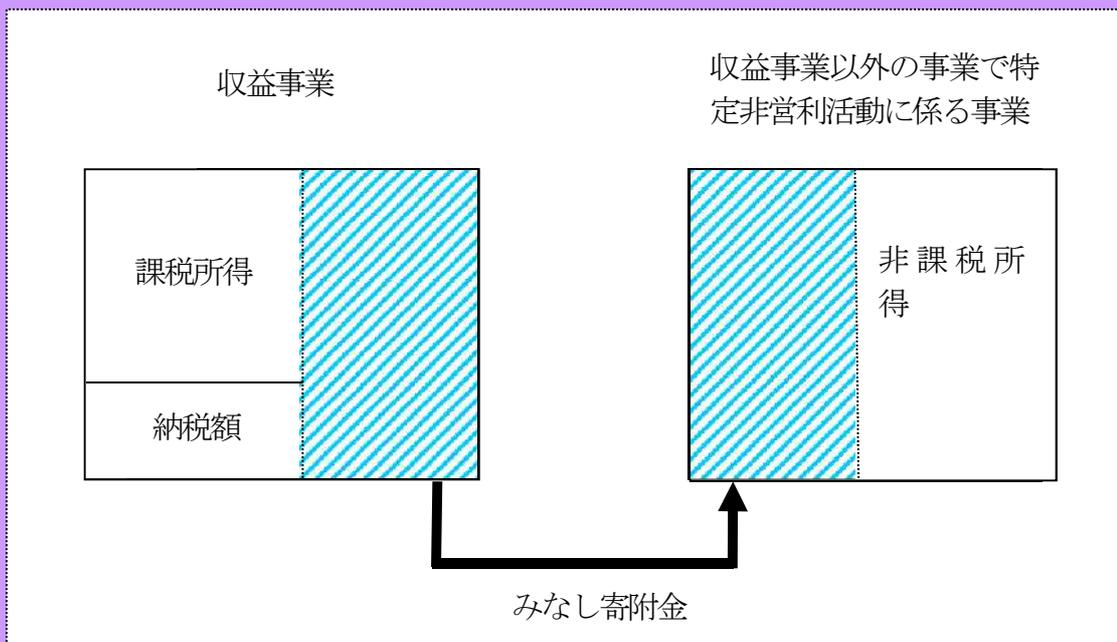 収益事業
収益事業以外の事業で特
定非営利活動に係る事業
課税所得
納税額
非課税所
得
みなし寄附金